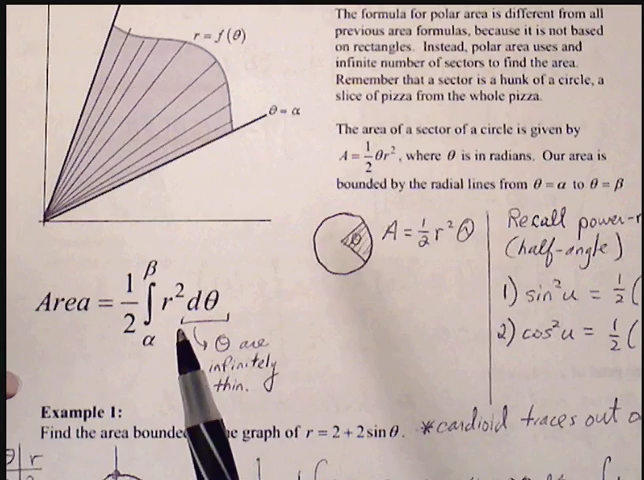 r = f(θ)
θ = α
The formula for polar area is different from all
previous area formulas, because it is not based
on rectangles. Instead, polar area uses and
infinite number of sectors to find the area.
Remember that a sector is a hunk of a circle, a
slice of pizza from the whole pizza.
The area of a sector of a circle is given by
A = 1/2 θr², where θ is in radians. Our area is
bounded by the radial lines from θ = α to θ = β
θ
A = 1/2 r² θ
Recall power-r
(half-angle)
1) sin²u = 1/2 (
2) cos²u = 1/2 (
Area = 1/2 ∫ α β r² dθ
↳ θ are
infinitely
thin.
Example 1:
Find the area bounded graph of r = 2 + 2 sin θ.
*cardioid traces out
θ | r